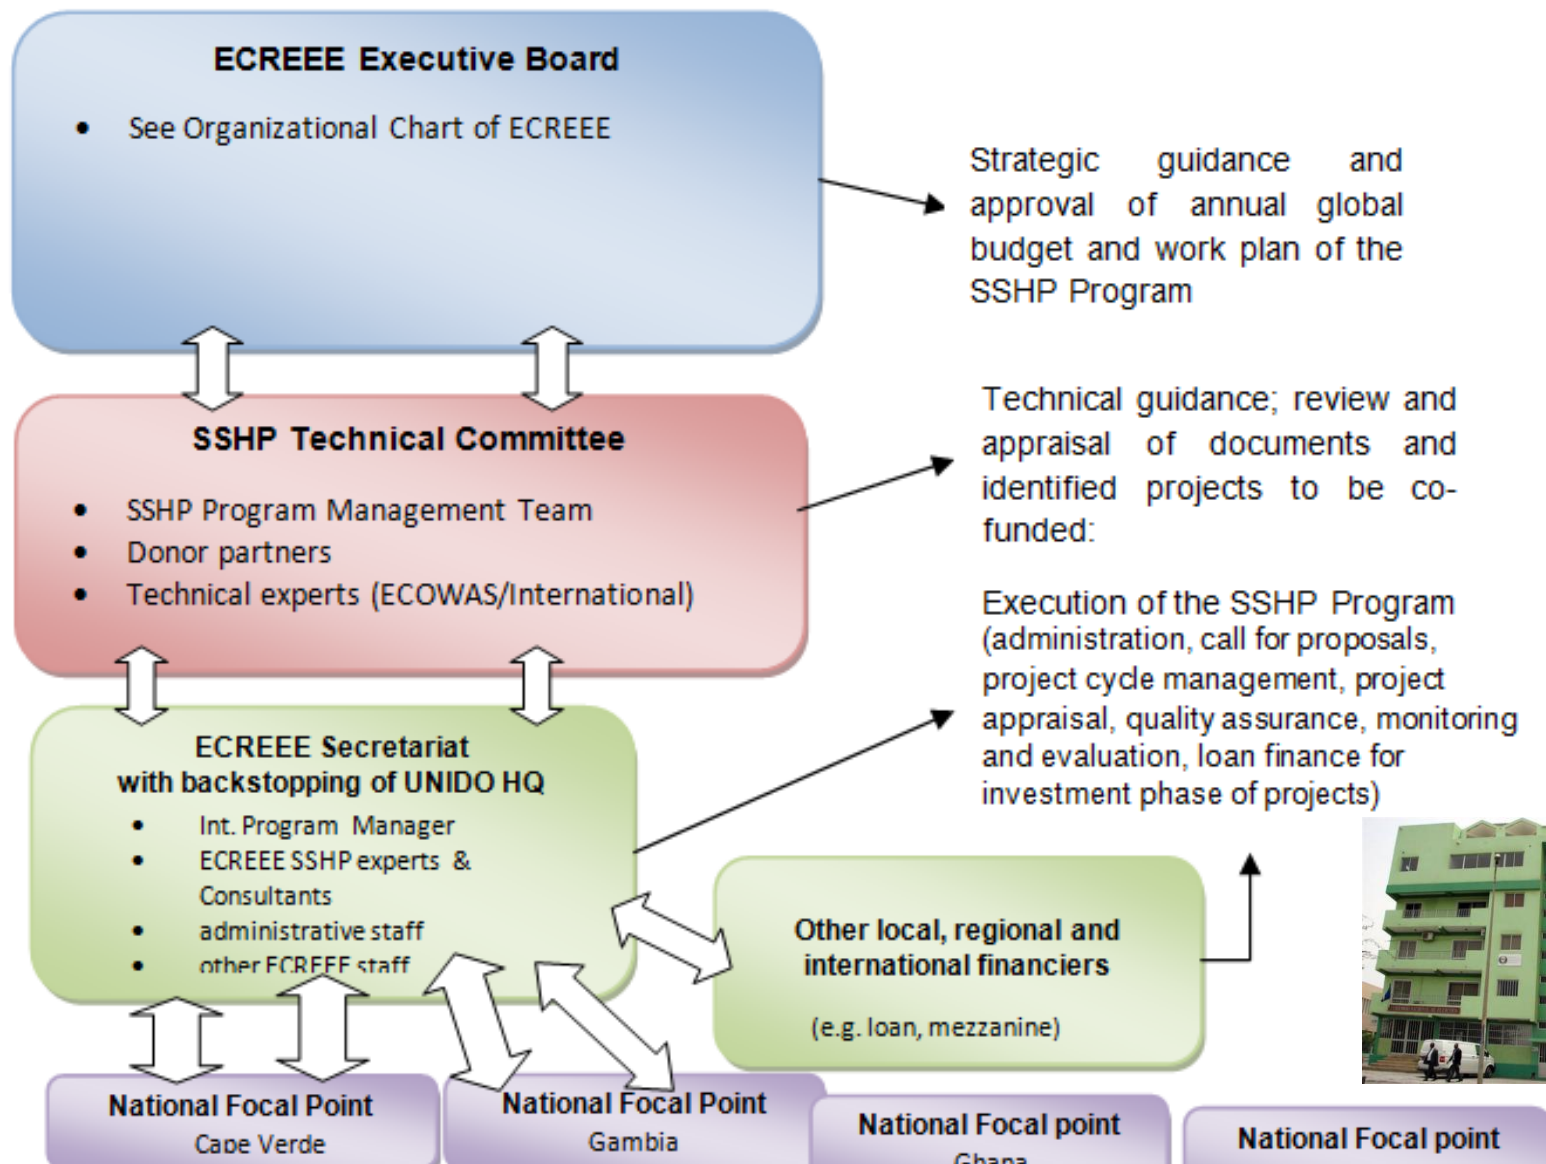 ECREEE Executive Board
• See Organizational Chart of ECREEE
Strategic guidance and
approval of annual global
budget and work plan of the
SSHP Program
SSHP Technical Committee
• SSHP Program Management Team
• Donor partners
• Technical experts (ECOWAS/International)
Technical guidance; review and
appraisal of documents and
identified projects to be co-
funded:
Execution of the SSHP Program
(administration, call for proposals,
project cycle management, project
appraisal, quality assurance, monitoring
and evaluation, loan finance for
investment phase of projects)
ECREEE Secretariat
with backstopping of UNIDO HQ
• Int. Program Manager
• ECREEE SSHP experts &
Consultants
• administrative staff
• other ECREEE staff
Other local, regional and
international financiers
(e.g. loan, mezzanine)
National Focal Point
Cape Verde
National Focal Point
Gambia
National Focal point
Ghana
National Focal point